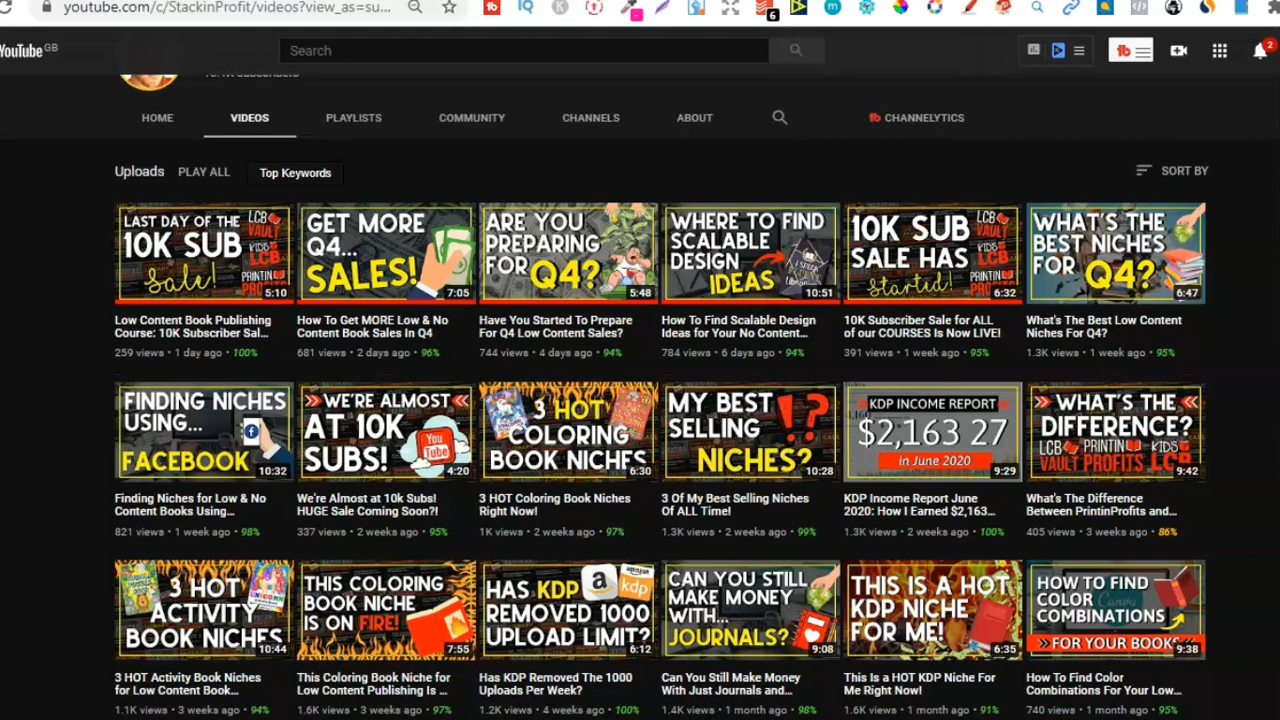 youtube.com/c/StackinProfit/videos?view_as=su...
6
YouTube GB
Search
2
HOME
VIDEOS
PLAYLISTS
COMMUNITY
CHANNELS
ABOUT
CHANNELYTICS
Uploads PLAY ALL Top Keywords
SORT BY
LAST DAY OF THE
10K SUB
Sale!
LCB
VAULT
KIDS
LCB
5:10
GET MORE
Q4...
SALES!
7:05
ARE YOU
PREPARING
FOR Q4?
5:48
WHERE TO FIND
SCALABLE
DESIGN
IDEAS
10:51
10K SUB
SALE HAS
Started!
LCB
VAULT
KIDS
LCB
6:32
WHAT'S THE
BEST NICHES
FOR Q4?
6:47
Low Content Book Publishing
Course: 10K Subscriber Sal...
259 views • 1 day ago • 100%
How To Get MORE Low & No
Content Book Sales In Q4
681 views • 2 days ago • 96%
Have You Started To Prepare
For Q4 Low Content Sales?
744 views • 4 days ago • 94%
How To Find Scalable Design
Ideas for Your No Content...
784 views • 6 days ago • 94%
10K Subscriber Sale for ALL
of our COURSES Is Now LIVE!
391 views • 1 week ago • 95%
What's The Best Low Content
Niches For Q4?
1.3K views • 1 week ago • 95%
FINDING NICHES
USING...
FACEBOOK
10:32
WE'RE ALMOST
AT 10K
SUBS!
You
Tube
4:20
3 HOT
COLORING
BOOK NICHES
6:30
MY BEST
SELLING
NICHES?
!?
10:28
KDP INCOME REPORT
$2,163 27
in June 2020
9:29
WHAT'S THE
DIFFERENCE?
LCB PRINTIN KIDS
VAULT PROFITS LCB
9:42
Finding Niches for Low & No
Content Books Using...
821 views • 1 week ago • 98%
We're Almost at 10k Subs!
HUGE Sale Coming Soon?!
337 views • 2 weeks ago • 95%
3 HOT Coloring Book Niches
Right Now!
1K views • 2 weeks ago • 97%
3 Of My Best Selling Niches
Of ALL Time!
1.3K views • 2 weeks ago • 99%
KDP Income Report June
2020: How I Earned $2,163...
1.3K views • 2 weeks ago • 100%
What's The Difference
Between PrintinProfits and...
405 views • 3 weeks ago • 86%
3 HOT
ACTIVITY
BOOK NICHES
10:44
THIS COLORING
BOOK NICHE
IS ON FIRE!
7:55
HAS KDP
REMOVED 1000
UPLOAD LIMIT?
a
amazon
kdp
6:12
CAN YOU STILL
MAKE MONEY
WITH...
JOURNALS?
9:08
THIS IS A HOT
KDP NICHE
FOR ME!
6:35
HOW TO FIND
COLOR
COMBINATIONS
Canva
FOR YOUR BOOKS
9:38
3 HOT Activity Book Niches
for Low Content Book...
1.1K views • 3 weeks ago • 94%
This Coloring Book Niche for
Low Content Publishing Is ...
1.6K views • 3 weeks ago • 97%
Has KDP Removed The 1000
Uploads Per Week?
1.2K views • 4 weeks ago • 100%
Can You Still Make Money
With Just Journals and...
1.4K views • 1 month ago • 98%
This Is a HOT KDP Niche For
Me Right Now!
1.6K views • 1 month ago • 91%
How To Find Color
Combinations For Your Low...
740 views • 1 month ago • 95%